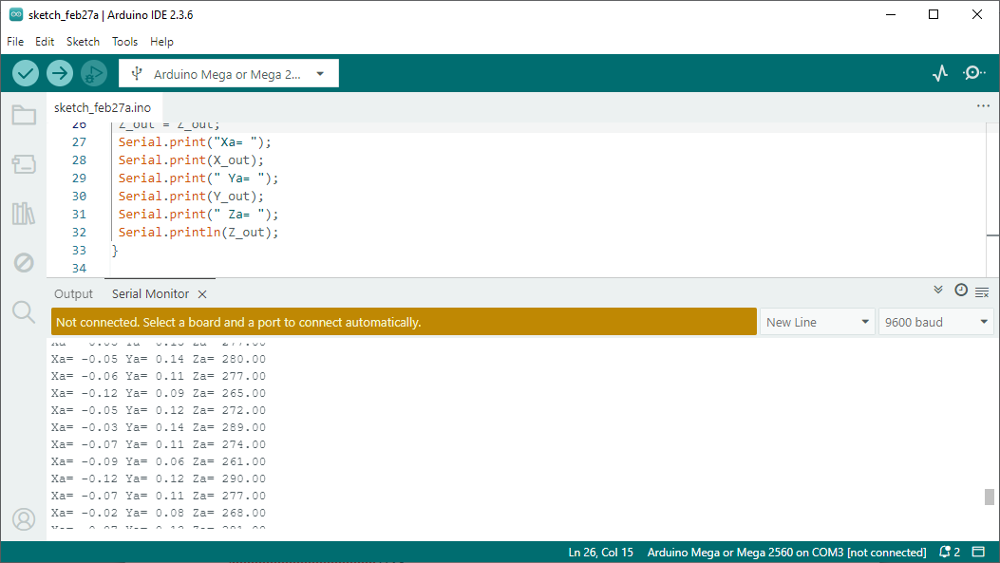 sketch_feb27a | Arduino IDE 2.3.6
File Edit Sketch Tools Help
Arduino Mega or Mega 2...
sketch_feb27a.ino
26 Z_out = Z_out;
27 Serial.print("Xa= ");
28 Serial.print(X_out);
29 Serial.print(" Ya= ");
30 Serial.print(Y_out);
31 Serial.print(" Za= ");
32 Serial.println(Z_out);
33 }
34
Output Serial Monitor
Not connected. Select a board and a port to connect automatically.
New Line
9600 baud
Xa= -0.05 Ya= 0.14 Za= 280.00
Xa= -0.06 Ya= 0.11 Za= 277.00
Xa= -0.12 Ya= 0.09 Za= 265.00
Xa= -0.05 Ya= 0.12 Za= 272.00
Xa= -0.03 Ya= 0.14 Za= 289.00
Xa= -0.07 Ya= 0.11 Za= 274.00
Xa= -0.09 Ya= 0.06 Za= 261.00
Xa= -0.12 Ya= 0.12 Za= 290.00
Xa= -0.07 Ya= 0.11 Za= 277.00
Xa= -0.02 Ya= 0.08 Za= 268.00
Ln 26, Col 15 Arduino Mega or Mega 2560 on COM3 [not connected] 2